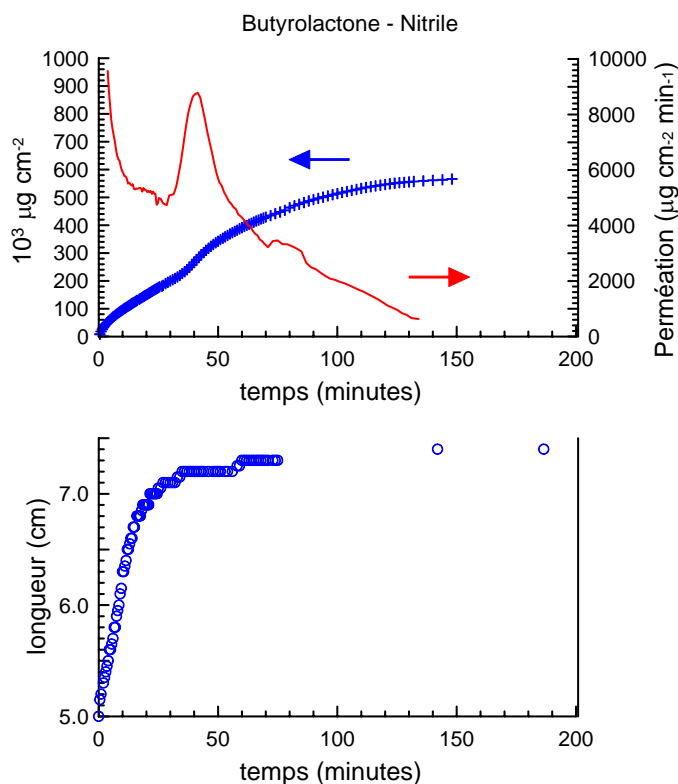 Butyrolactone - Nitrile
1000
900
800
700
600
500
400
300
200
100
0
10³ µg cm-2
10000
8000
6000
4000
2000
0
Perméation (µg cm-2 min-1)
0 50 100 150 200
temps (minutes)
7.0
6.0
5.0
longueur (cm)
0 50 100 150 200
temps (minutes)